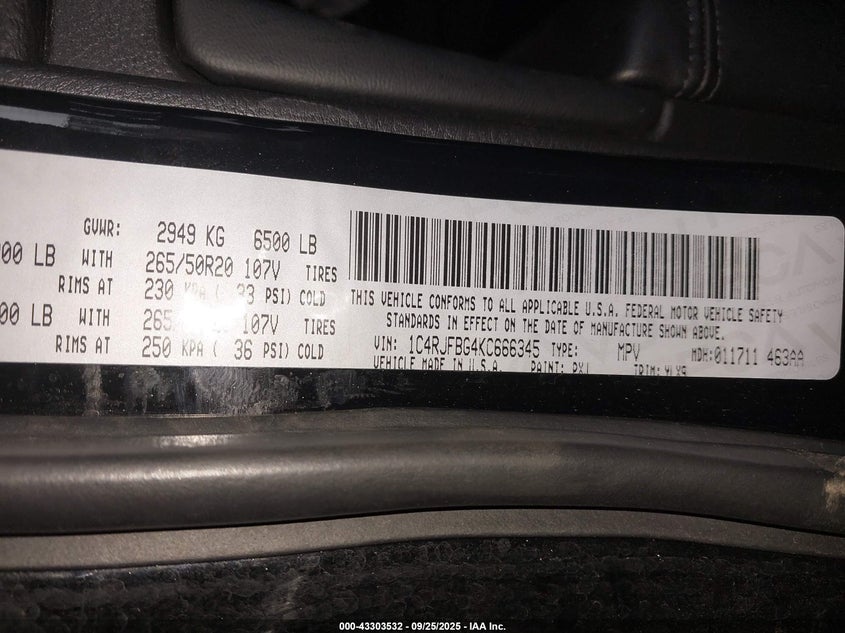 GVWR: 2949 KG 6500 LB
00 LB WITH 265/50R20 107V TIRES
RIMS AT 230 KPA ( 33 PSI) COLD
00 LB WITH 265/ 107V TIRES
RIMS AT 250 KPA ( 36 PSI) COLD
THIS VEHICLE CONFORMS TO ALL APPLICABLE U.S.A. FEDERAL MOTOR VEHICLE SAFETY
STANDARDS IN EFFECT ON THE DATE OF MANUFACTURE SHOWN ABOVE.
VIN: 1C4RJFBG4KC666345 TYPE: MPV MDH:011711 463AA
VEHICLE MADE IN U.S.A. PAINT: PXJ TRIM:
000-43303532 - 09/25/2025 - IAA Inc.